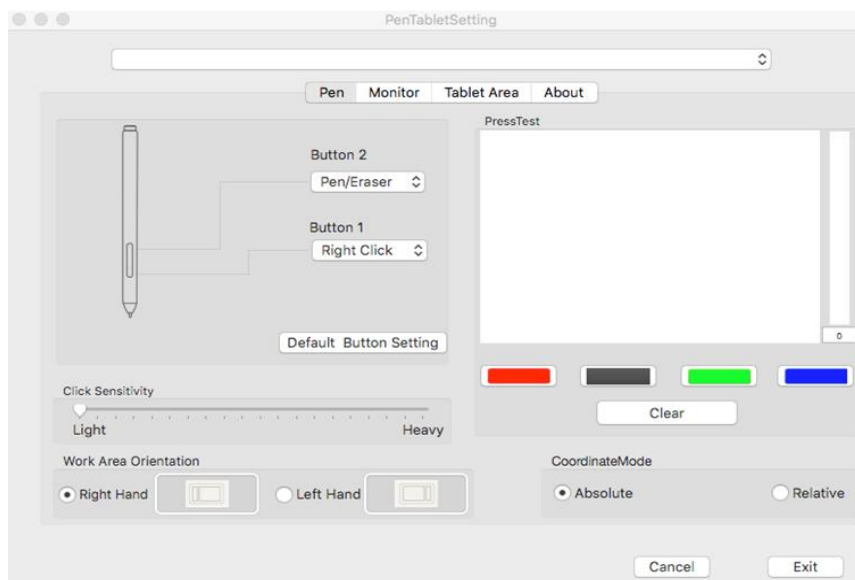 PenTabletSetting
Pen Monitor Tablet Area About
Button 2
Pen/Eraser
Button 1
Right Click
Default Button Setting
PressTest
0
Clear
Click Sensitivity
Light Heavy
Work Area Orientation
Right Hand Left Hand
CoordinateMode
Absolute Relative
Cancel Exit